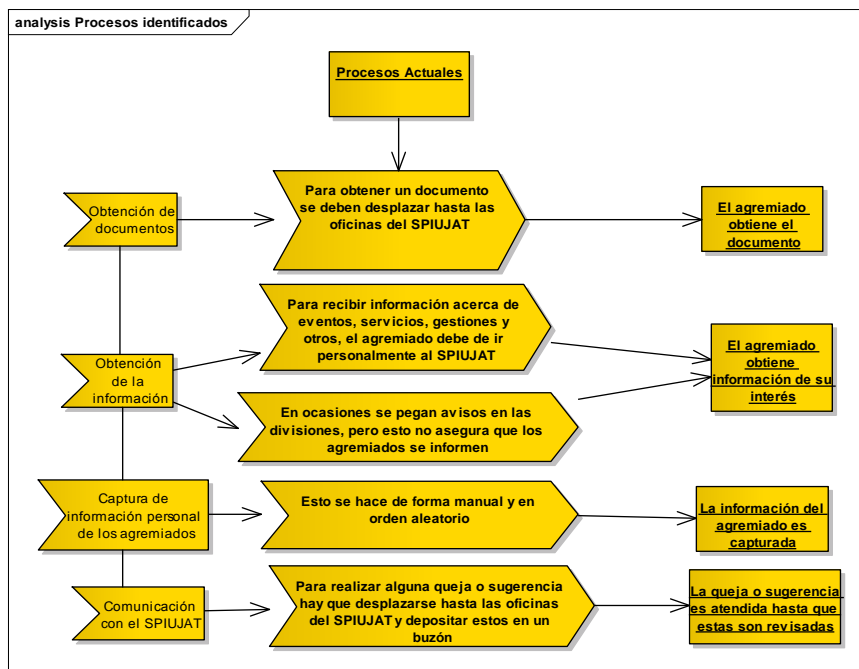 analysis Procesos identificados
Procesos Actuales
Obtención de
documentos
Para obtener un documento
se deben desplazar hasta las
oficinas del SPIUJAT
El agremiado
obtiene el
documento
Obtención
de la
información
Para recibir información acerca de
eventos, servicios, gestiones y
otros, el agremiado debe de ir
personalmente al SPIUJAT
En ocasiones se pegan avisos en las
divisiones, pero esto no asegura que los
agremiados se informen
El agremiado
obtiene
información de su
interés
Captura de
información personal
de los agremiados
Esto se hace de forma manual y en
orden aleatorio
La información del
agremiado es
capturada
Comunicación
con el SPIUJAT
Para realizar alguna queja o sugerencia
hay que desplazarse hasta las oficinas
del SPIUJAT y depositar estos en un
buzón
La queja o sugerencia
es atendida hasta que
estas son revisadas